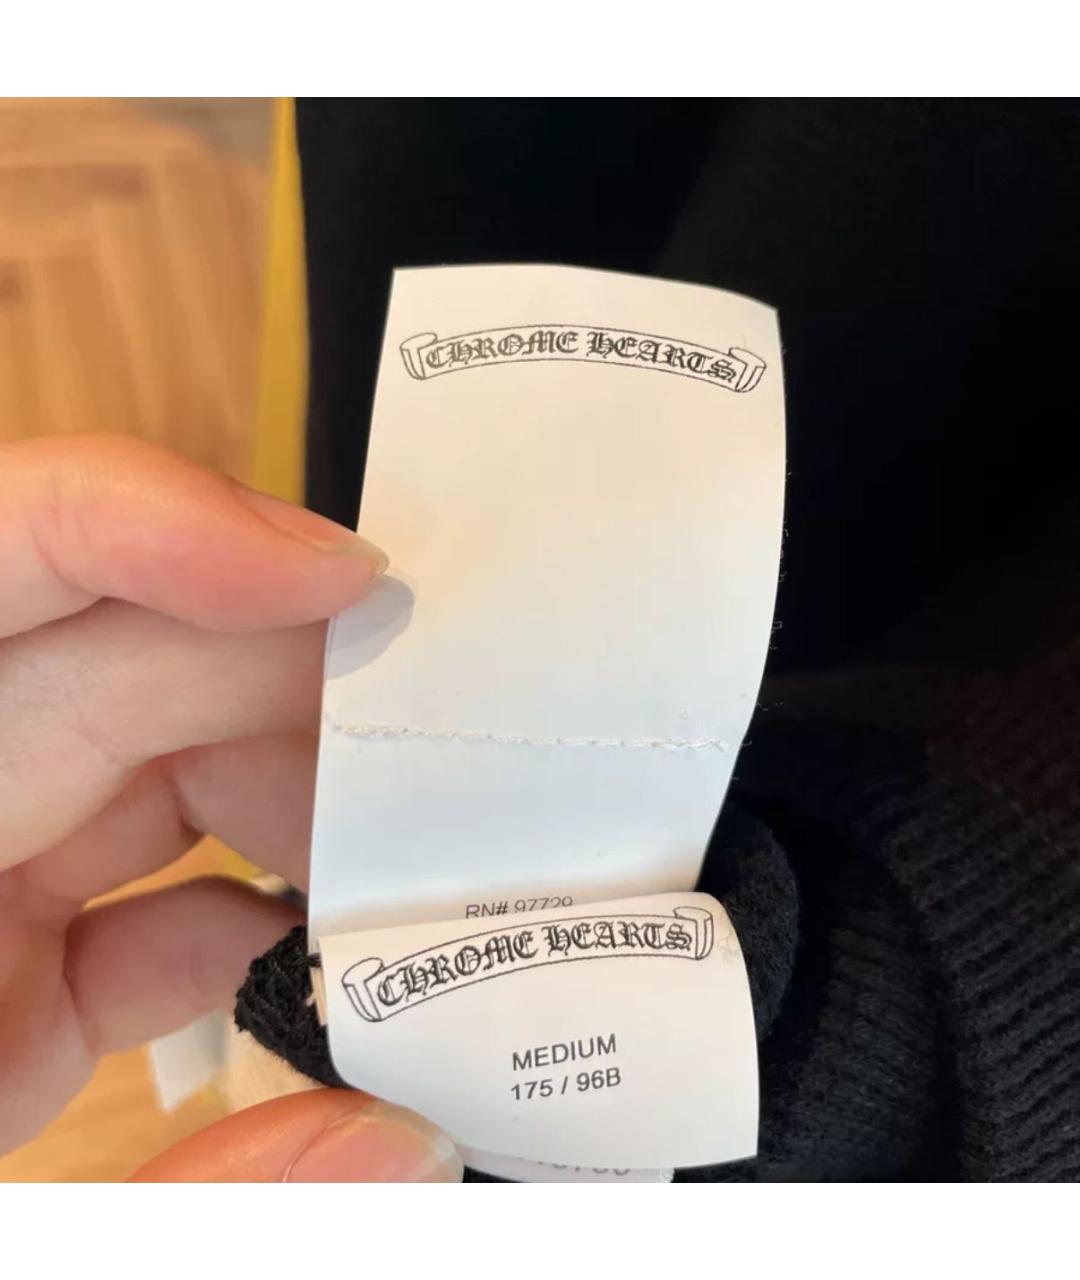 CHROME HEARTS
RN# 97729
CHROME HEARTS
MEDIUM
175 / 96B